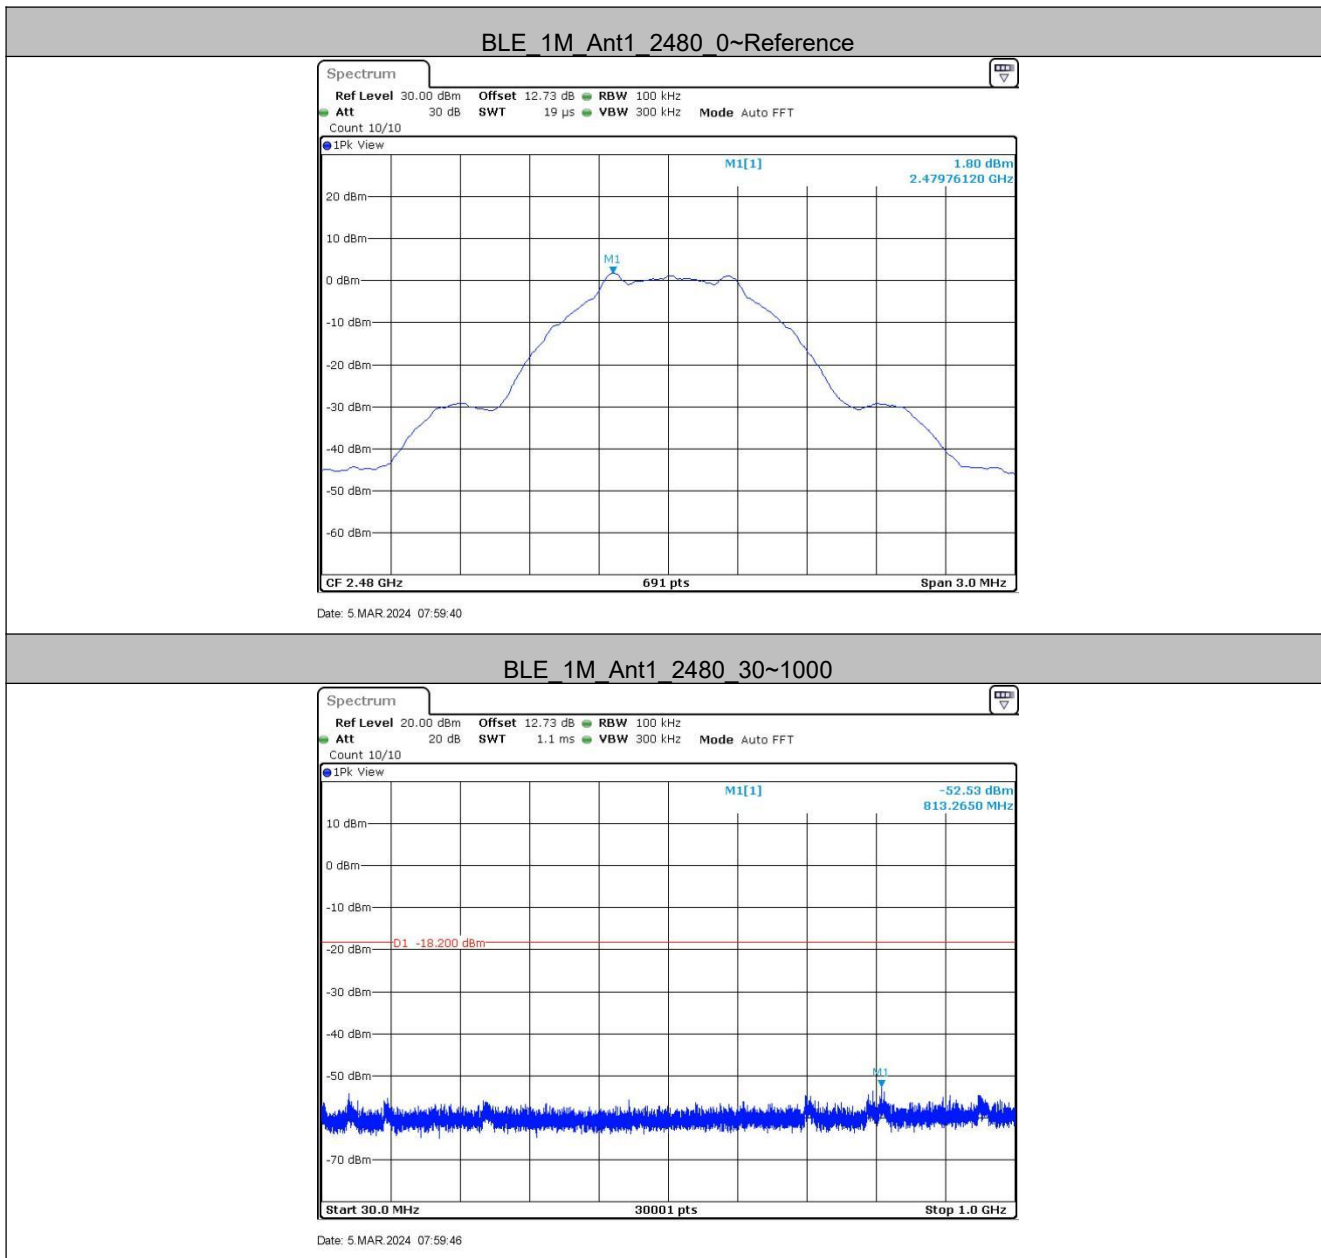 BLE_1M_Ant1_2480_0~Reference
Spectrum
Ref Level 30.00 dBm Offset 12.73 dB RBW 100 kHz
Att 30 dB SWT 19 µs VBW 300 kHz Mode Auto FFT
Count 10/10
1Pk View
M1[1] 1.80 dBm
2.47976120 GHz
20 dBm
10 dBm
M1
0 dBm
-10 dBm
-20 dBm
-30 dBm
-40 dBm
-50 dBm
-60 dBm
CF 2.48 GHz 691 pts Span 3.0 MHz
Date: 5.MAR.2024 07:59:40
BLE_1M_Ant1_2480_30~1000
Spectrum
Ref Level 20.00 dBm Offset 12.73 dB RBW 100 kHz
Att 20 dB SWT 1.1 ms VBW 300 kHz Mode Auto FFT
Count 10/10
1Pk View
M1[1] -52.53 dBm
813.2650 MHz
10 dBm
0 dBm
-10 dBm
D1 -18.200 dBm
-20 dBm
-30 dBm
-40 dBm
-50 dBm
M1
-70 dBm
Start 30.0 MHz 30001 pts Stop 1.0 GHz
Date: 5.MAR.2024 07:59:46